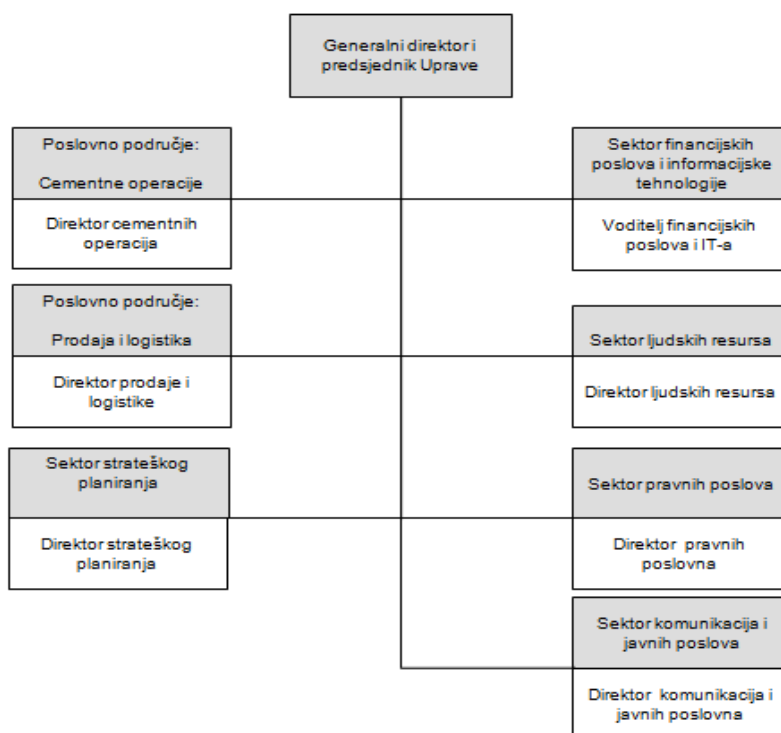 Generalni direktor i
predsjednik Uprave
Poslovno područje:
Cementne operacije
Direktor cementnih
operacija
Sektor financijskih
poslova i informacijske
tehnologije
Voditelj financijskih
poslova i IT-a
Poslovno područje:
Prodaja i logistika
Direktor prodaje i
logistike
Sektor ljudskih resursa
Direktor ljudskih resursa
Sektor strateškog
planiranja
Direktor strateškog
planiranja
Sektor pravnih poslova
Direktor pravnih
poslovna
Sektor komunikacija i
javnih poslova
Direktor komunikacija i
javnih poslovna